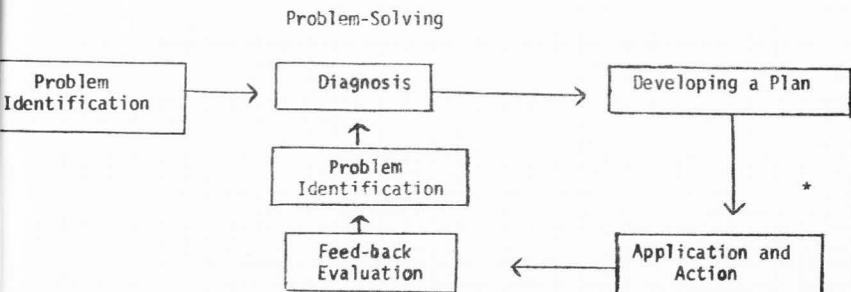 Problem-Solving
Problem
Identification
Diagnosis
Developing a Plan
Problem
Identification
*
Feed-back
Evaluation
Application and
Action